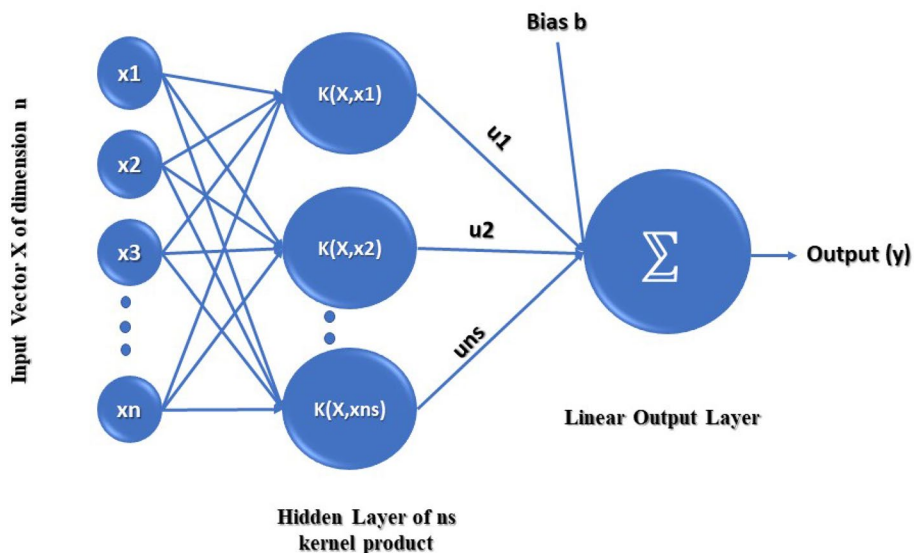 Input Vector X of dimension n
x1
x2
x3
xn
K(X,x1)
K(X,x2)
K(X,xns)
Hidden Layer of ns
kernel product
u1
u2
uns
Bias b
Σ
Linear Output Layer
Output (y)